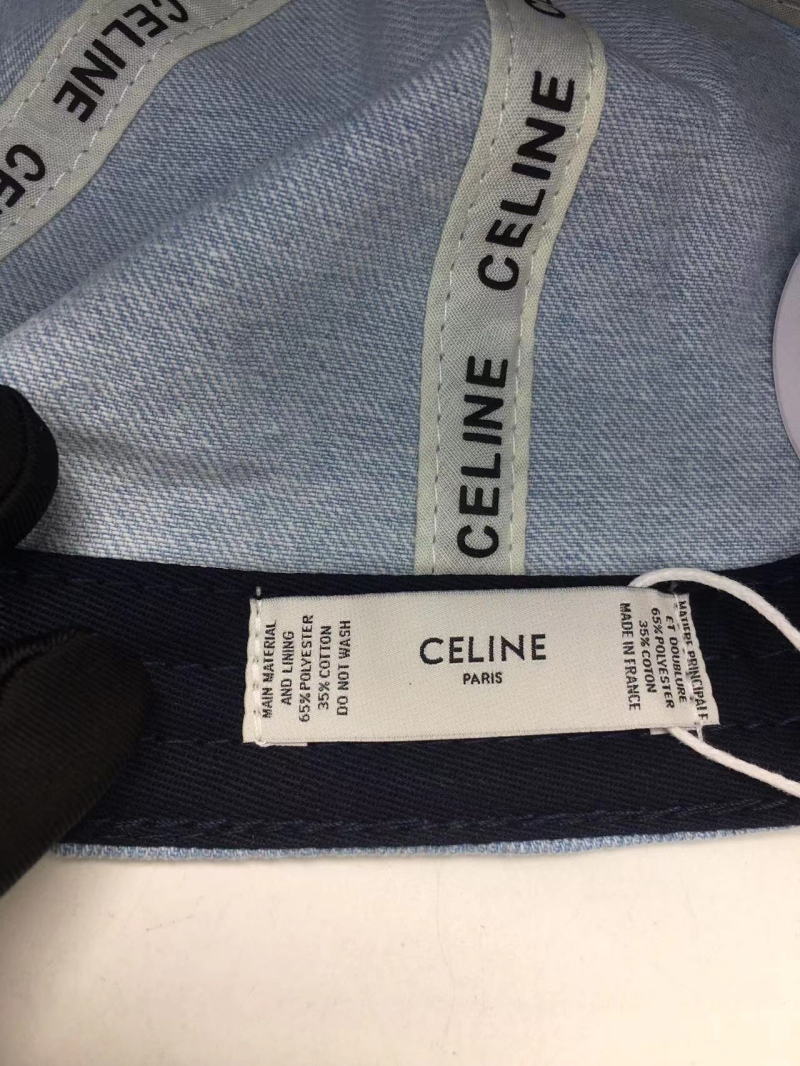 CELINE
CE
CELINE
CELINE
MAIN MATERIAL
AND LINING
65% POLYESTER
35% COTTON
DO NOT WASH
CELINE
PARIS
MATIERE PRINCIPALE
ET DOUBLURE
65% POLYESTER
35% COTON
MADE IN FRANCE